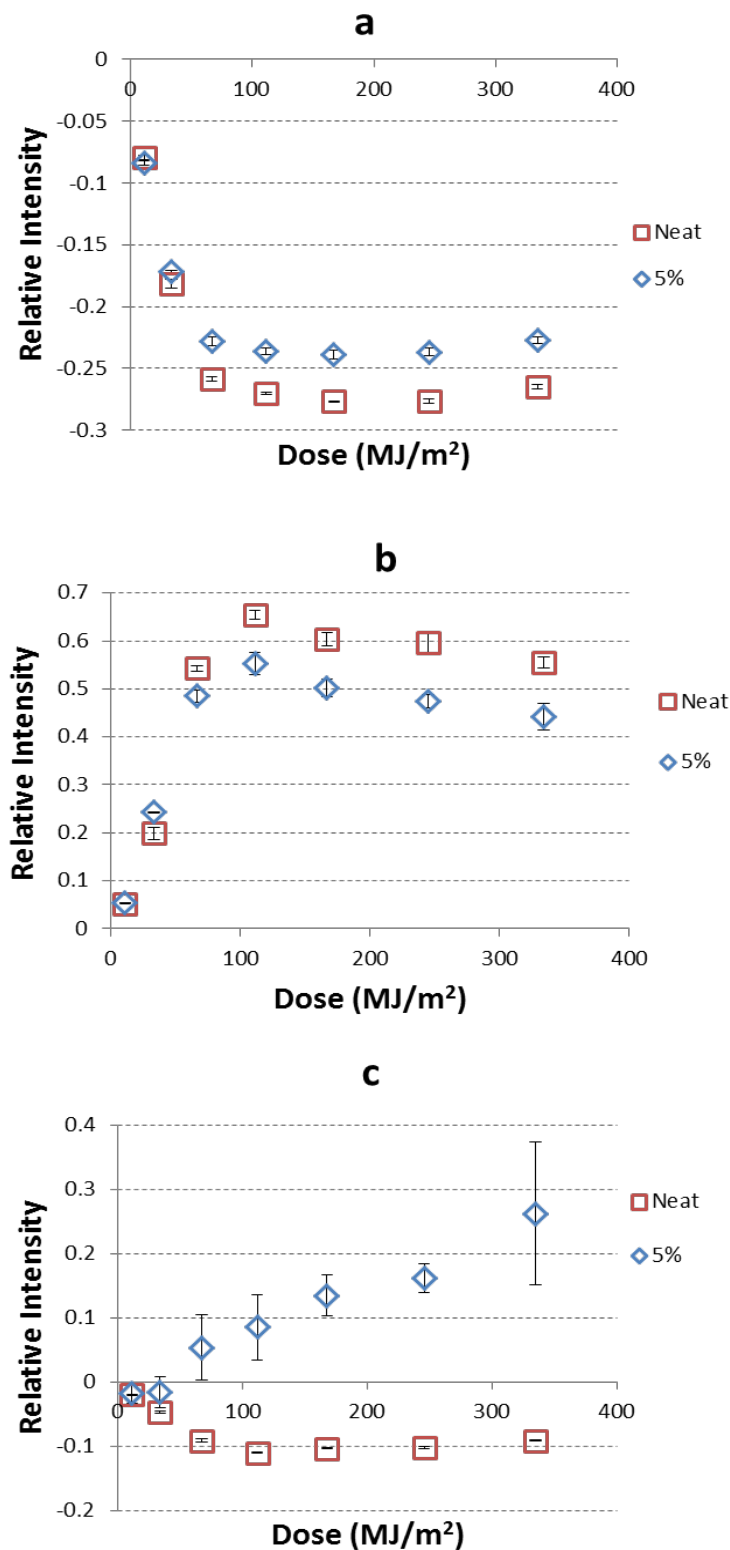 a
0
0 100 200 300 400
-0.05
-0.1
-0.15
-0.2
-0.25
-0.3
Relative Intensity
Neat
5%
Dose (MJ/m²)
b
0.7
0.6
0.5
0.4
0.3
0.2
0.1
0
Relative Intensity
Neat
5%
0 100 200 300 400
Dose (MJ/m²)
c
0.4
0.3
0.2
0.1
0
-0.1
-0.2
Relative Intensity
Neat
5%
0 100 200 300 400
Dose (MJ/m²)